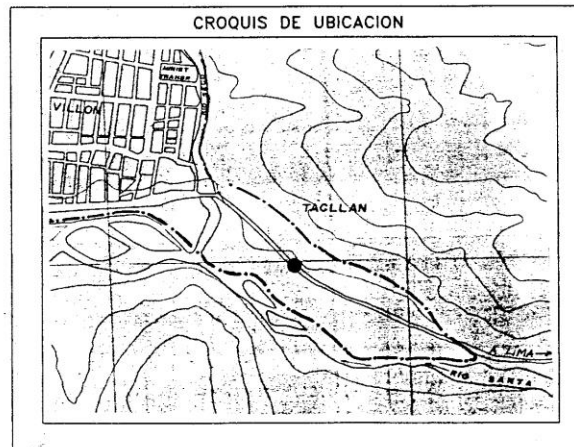 CROQUIS DE UBICACION
VILLON
TACLLAN
A LIMA
RIO SANTA